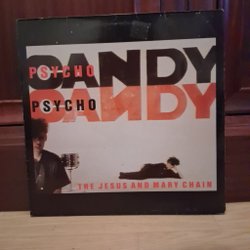 PSYCHO
CANDY
PSYCHO
CANDY
THE JESUS AND MARY CHAIN